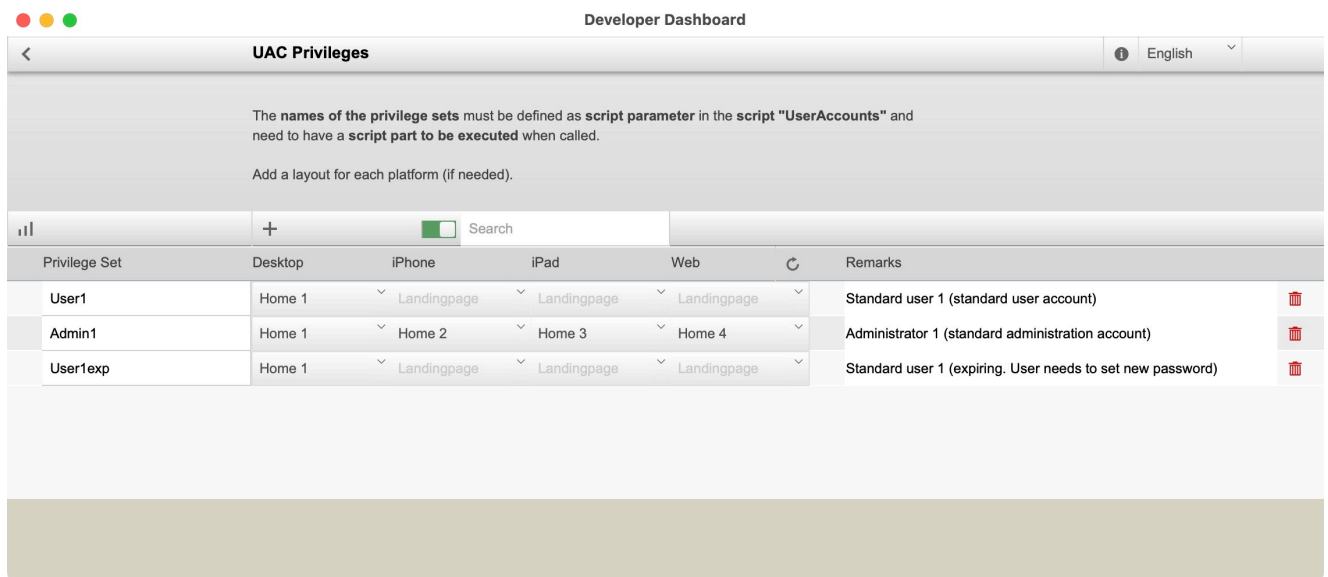 Developer Dashboard
UAC Privileges
English
The names of the privilege sets must be defined as script parameter in the script "UserAccounts" and
need to have a script part to be executed when called.
Add a layout for each platform (if needed).
Search
Privilege Set Desktop iPhone iPad Web Remarks
User1 Home 1 Landingpage Landingpage Landingpage Standard user 1 (standard user account)
Admin1 Home 1 Home 2 Home 3 Home 4 Administrator 1 (standard administration account)
User1exp Home 1 Landingpage Landingpage Landingpage Standard user 1 (expiring. User needs to set new password)